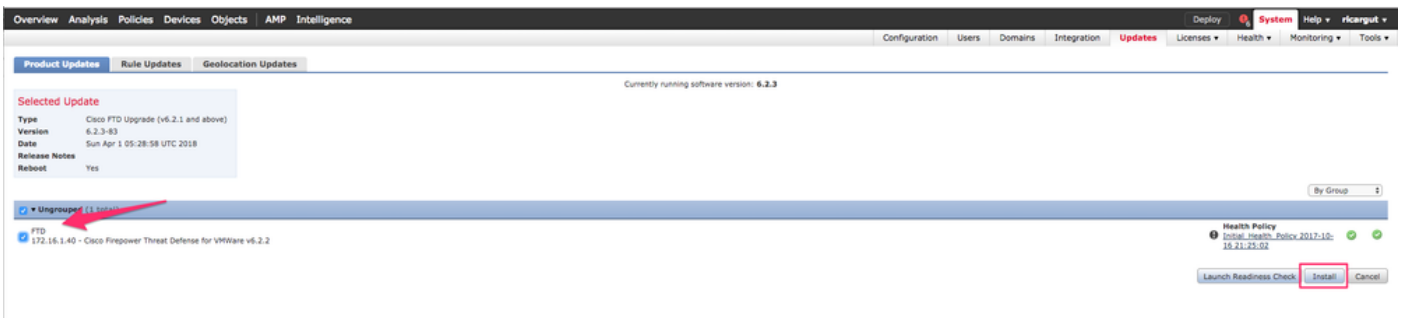 Overview Analysis Policies Devices Objects AMP Intelligence Deploy System Help ▾ ricargut ▾
Configuration Users Domains Integration Updates Licenses ▾ Health ▾ Monitoring ▾ Tools ▾
Product Updates Rule Updates Geolocation Updates
Currently running software version: 6.2.3
Selected Update
Type Cisco FTD Upgrade (v6.2.1 and above)
Version 6.2.3-83
Date Sun Apr 1 05:28:58 UTC 2018
Release Notes
Reboot Yes
By Group
▾ Ungrouped (1 total)
FTD
172.16.1.40 - Cisco Firepower Threat Defense for VMWare v6.2.2
Health Policy
Initial_Health_Policy 2017-10-
16 21:25:02
Launch Readiness Check Install Cancel